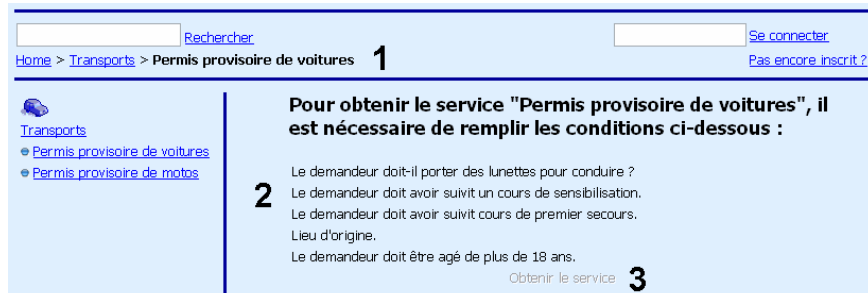 Rechercher Se connecter
Home > Transports > Permis provisoire de voitures 1 Pas encore inscrit ?
Transports
Permis provisoire de voitures
Permis provisoire de motos
Pour obtenir le service "Permis provisoire de voitures", il
est nécessaire de remplir les conditions ci-dessous :
Le demandeur doit-il porter des lunettes pour conduire ?
2 Le demandeur doit avoir suivit un cours de sensibilisation.
Le demandeur doit avoir suivit cours de premier secours.
Lieu d'origine.
Le demandeur doit être agé de plus de 18 ans.
Obtenir le service 3